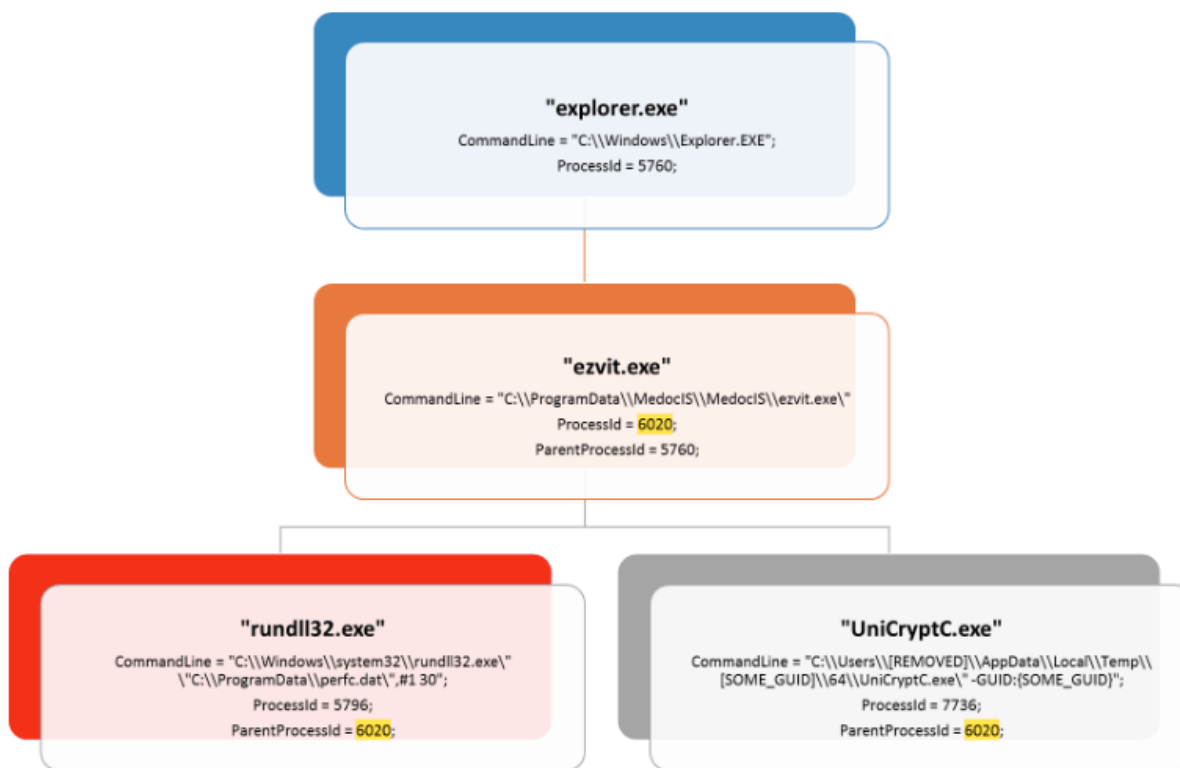 "explorer.exe"
CommandLine = "C:\\Windows\\Explorer.EXE";
ProcessId = 5760;
"ezvit.exe"
CommandLine = "C:\\ProgramData\\MedocIS\\MedocIS\\ezvit.exe\"
ProcessId = 6020;
ParentProcessId = 5760;
"rundll32.exe"
CommandLine = "C:\\Windows\\system32\\rundll32.exe\"
\"C:\\ProgramData\\perfc.dat\",#1 30";
ProcessId = 5796;
ParentProcessId = 6020;
"UniCryptC.exe"
CommandLine = "C:\\Users\\[REMOVED]\\AppData\\Local\\Temp\\
[SOME_GUID]\\64\\UniCryptC.exe\" -GUID:{SOME_GUID}";
ProcessId = 7736;
ParentProcessId = 6020;